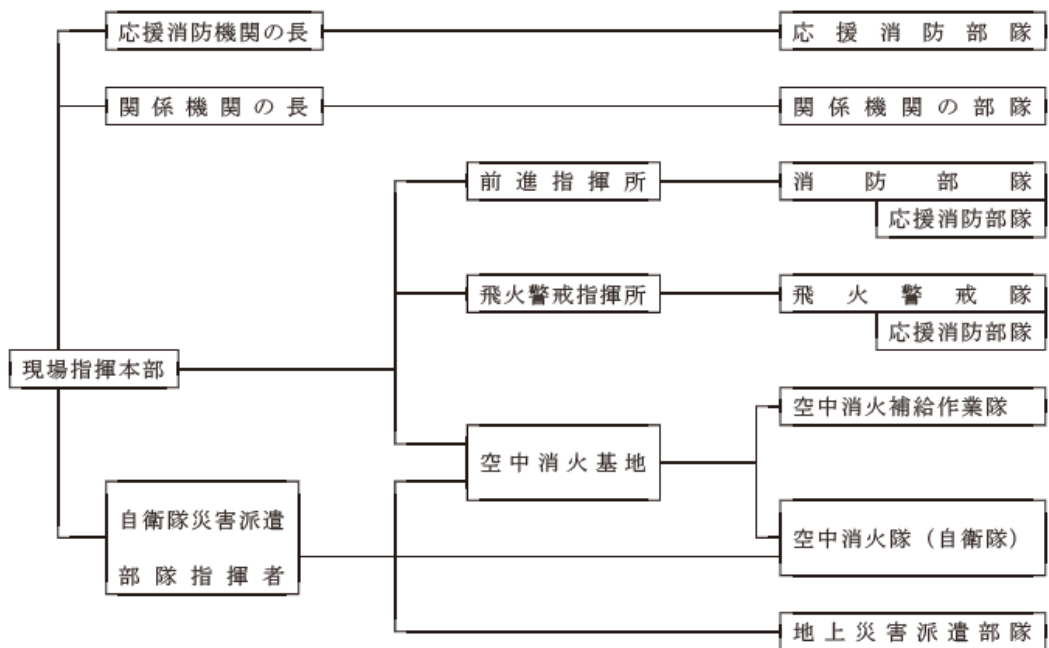 応援消防機関の長
応援消防部隊
関係機関の長
関係機関の部隊
前進指揮所
消防部隊
応援消防部隊
飛火警戒指揮所
飛火警戒隊
応援消防部隊
現場指揮本部
空中消火補給作業隊
空中消火基地
自衛隊災害派遣
部隊指揮者
空中消火隊（自衛隊）
地上災害派遣部隊